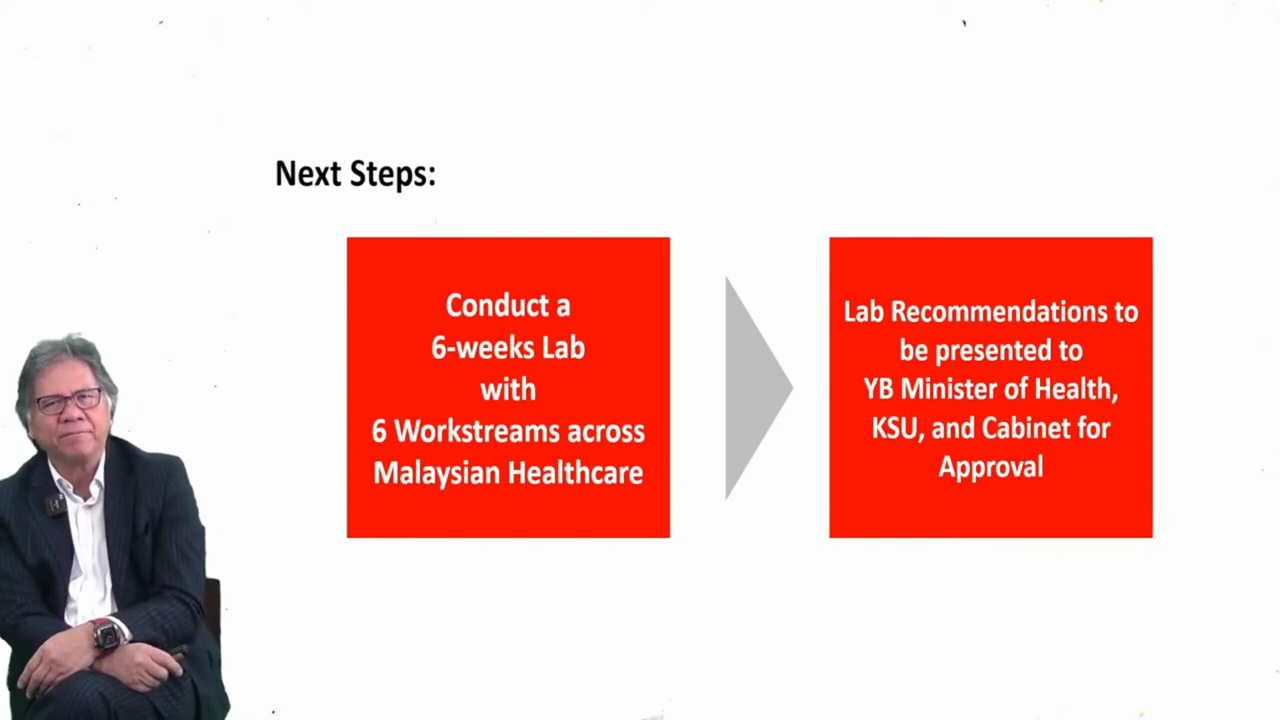 Next Steps:
Conduct a
6-weeks Lab
with
6 Workstreams across
Malaysian Healthcare
Lab Recommendations to
be presented to
YB Minister of Health,
KSU, and Cabinet for
Approval